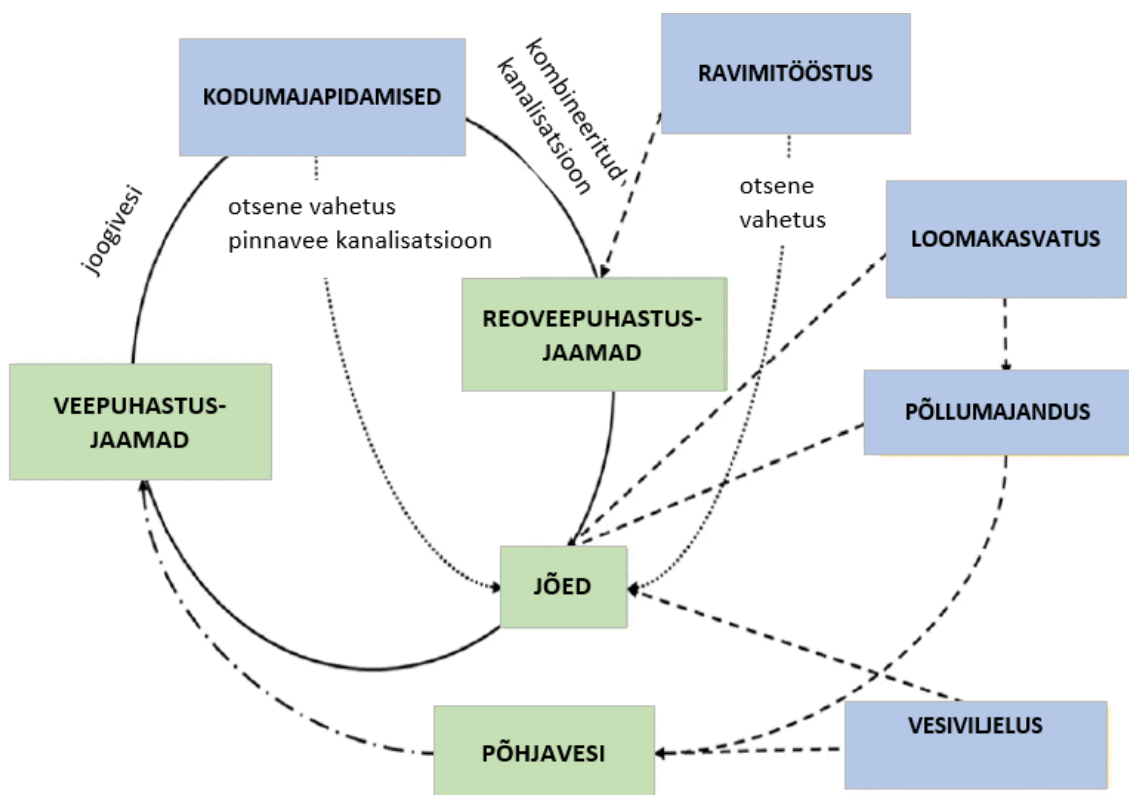 KODUMAJAPIDAMISED
kombineeritud,
kanalisatsioon
RAVIMITÖÖSTUS
joogivesi
otsene vahetus
pinnavee kanalisatsioon
otsene
vahetus
LOOMAKASVATUS
REOVEEPUHASTUS-
JAAMAD
VEEPUHASTUS-
JAAMAD
PÕLLUMAJANDUS
JÕED
PÕHJAVESI
VESIVILJELUS